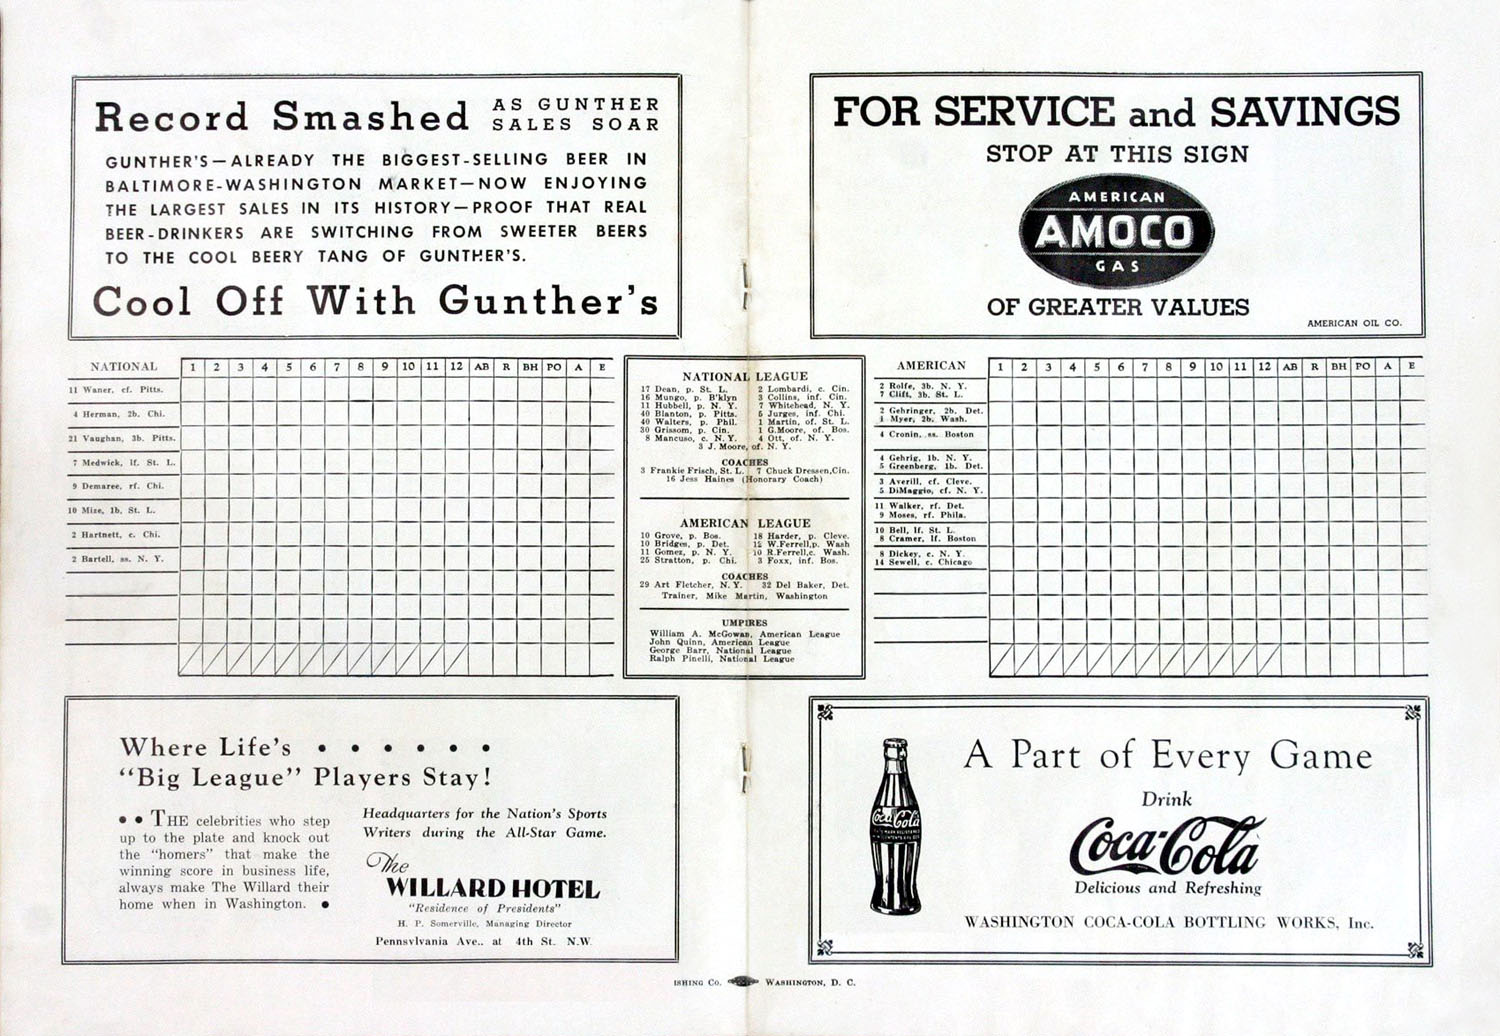 Record Smashed AS GUNTHER
SALES SOAR
GUNTHER'S—ALREADY THE BIGGEST-SELLING BEER IN
BALTIMORE-WASHINGTON MARKET—NOW ENJOYING
THE LARGEST SALES IN ITS HISTORY—PROOF THAT REAL
BEER-DRINKERS ARE SWITCHING FROM SWEETER BEERS
TO THE COOL BEERY TANG OF GUNTHER'S.
Cool Off With Gunther's
FOR SERVICE and SAVINGS
STOP AT THIS SIGN
AMERICAN
AMOCO
GAS
OF GREATER VALUES
AMERICAN OIL CO.
NATIONAL 1 2 3 4 5 6 7 8 9 10 11 12 AB R BH PO A E
11 Waner, cf. Pitts.
4 Herman, 2b. Chi.
21 Vaughan, 3b. Pitts.
7 Medwick, lf. St. L.
9 Demaree, rf. Chi.
10 Mize, 1b. St. L.
2 Hartnett, c. Chi.
2 Bartell, ss. N. Y.
NATIONAL LEAGUE
17 Dean, p. St. L. 2 Lombardi, c. Cin.
16 Mungo, p. B'klyn 3 Collins, inf. Cin.
11 Hubbell, p. N. Y. 7 Whitehead, N. Y.
40 Blanton, p. Pitts. 5 Jurges, inf. Chi.
40 Walters, p. Phil. 1 Martin, of. St. L.
30 Grissom, p. Cin. 1 G.Moore, of. Bos.
8 Mancuso, c. N. Y. 4 Ott, of. N. Y.
3 J. Moore, of. N. Y.
COACHES
3 Frankie Frisch, St. L. 7 Chuck Dressen,Cin.
16 Jess Haines (Honorary Coach)
AMERICAN LEAGUE
10 Grove, p. Bos. 18 Harder, p. Cleve.
10 Bridges, p. Det. 12 W.Ferrell,p. Wash
11 Gomez, p. N. Y. 10 R.Ferrell,c. Wash.
25 Stratton, p. Chi. 3 Foxx, inf. Bos.
COACHES
29 Art Fletcher, N. Y. 32 Del Baker, Det.
Trainer, Mike Martin, Washington
UMPIRES
William A. McGowan, American League
John Quinn, American League
George Barr, National League
Ralph Pinelli, National League
AMERICAN 1 2 3 4 5 6 7 8 9 10 11 12 AB R BH PO A E
2 Rolfe, 3b. N. Y.
7 Clift, 3b. St. L.
2 Gehringer, 2b. Det.
1 Myer, 2b. Wash.
4 Cronin, ss. Boston
4 Gehrig, 1b. N. Y.
5 Greenberg, 1b. Det.
3 Averill, cf. Cleve.
5 DiMaggio, cf. N. Y.
11 Walker, rf. Det.
9 Moses, rf. Phila.
10 Bell, lf. St. L.
8 Cramer, lf. Boston
8 Dickey, c. N. Y.
14 Sewell, c. Chicago
Where Life's • • • • • •
"Big League" Players Stay!
• • THE celebrities who step
up to the plate and knock out
the "homers" that make the
winning score in business life,
always make The Willard their
home when in Washington. •
Headquarters for the Nation's Sports
Writers during the All-Star Game.
The
WILLARD HOTEL
"Residence of Presidents"
H. P. Somerville, Managing Director
Pennsylvania Ave., at 4th St. N.W.
A Part of Every Game
Drink
Coca-Cola
Coca-Cola
Delicious and Refreshing
WASHINGTON COCA-COLA BOTTLING WORKS, Inc.
ISHING CO. WASHINGTON, D. C.